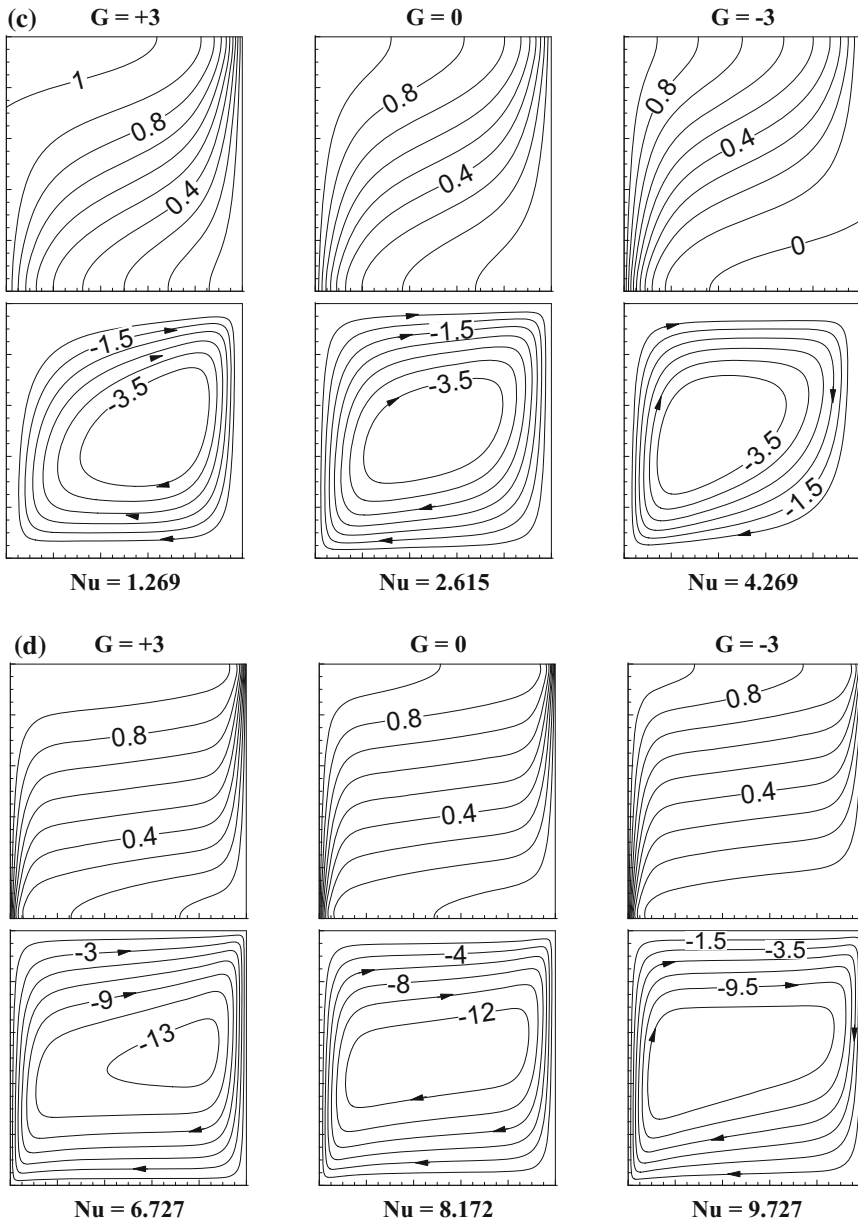 (c) G = +3 G = 0 G = -3
1 0.8 0.4
0.8 0.4
0.8 0.4 0
-1.5 -3.5
-1.5 -3.5
-3.5 -1.5
Nu = 1.269 Nu = 2.615 Nu = 4.269
(d) G = +3 G = 0 G = -3
0.8 0.4
0.8 0.4
0.8 0.4
-3 -9 -13
-4 -8 -12
-1.5 -3.5 -9.5
Nu = 6.727 Nu = 8.172 Nu = 9.727